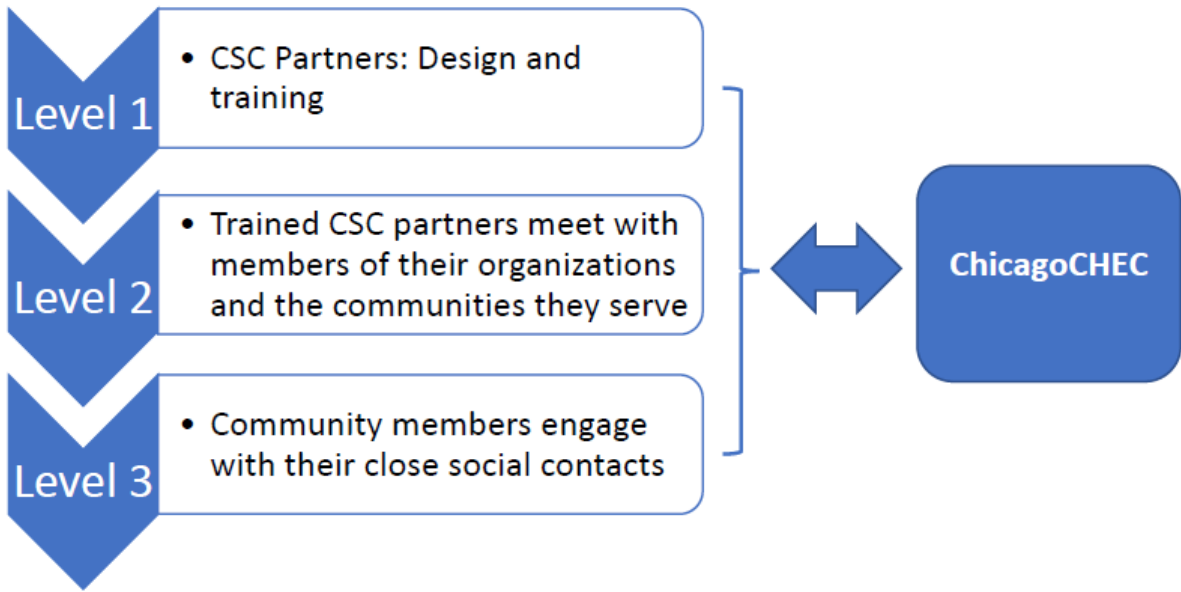 Level 1
• CSC Partners: Design and
training
Level 2
• Trained CSC partners meet with
members of their organizations
and the communities they serve
Level 3
• Community members engage
with their close social contacts
ChicagoCHEC